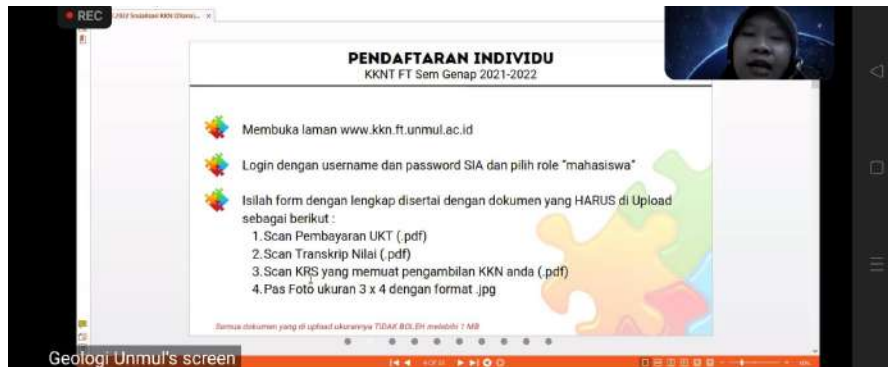 REC
PENDAFTARAN INDIVIDU
KKNT FT Sem Genap 2021-2022
Membuka laman www.kkn.ft.unmul.ac.id
Login dengan username dan password SIA dan pilih role "mahasiswa"
Isilah form dengan lengkap disertai dengan dokumen yang HARUS di Upload
sebagai berikut :
1.Scan Pembayaran UKT (.pdf)
2.Scan Transkrip Nilai (.pdf)
3.Scan KRS yang memuat pengambilan KKN anda (.pdf)
4.Pas Foto ukuran 3 x 4 dengan format .jpg
Semua dokumen yang di upload ukurannya TIDAK BOLEH melebihi 1 MB
Geologi Unmul's screen